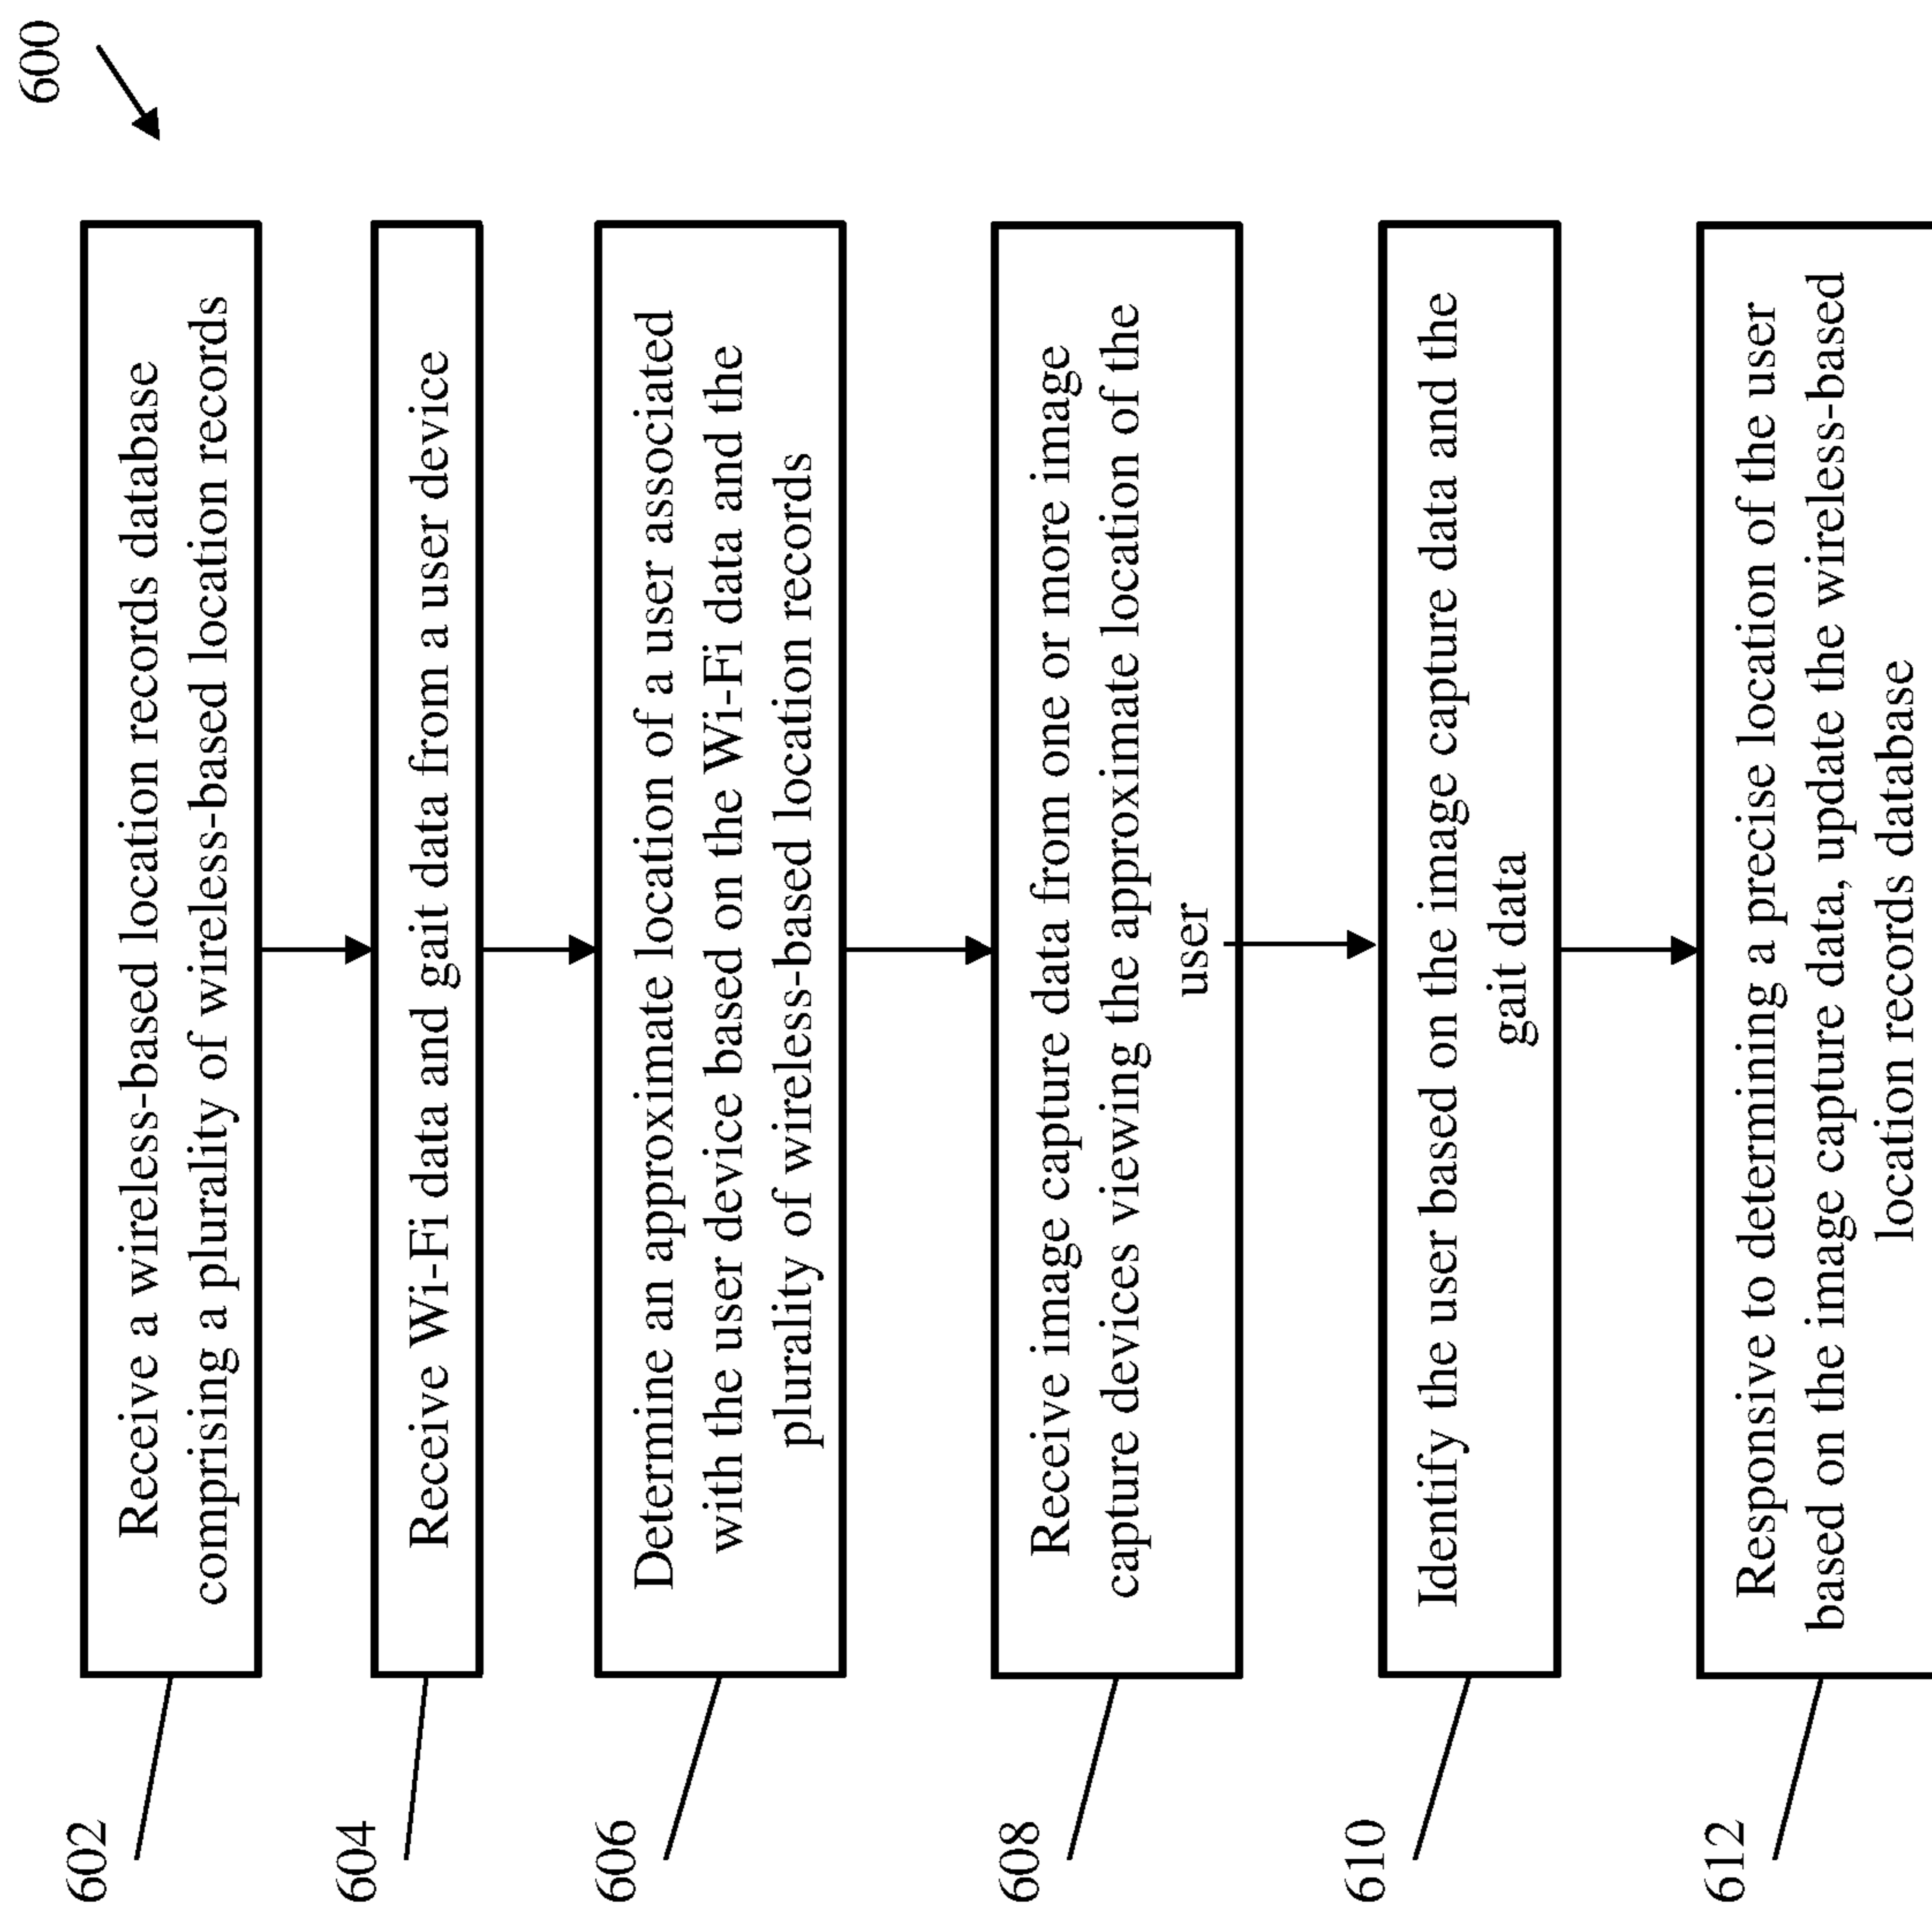 600
602
Receive a wireless-based location records database
comprising a plurality of wireless-based location records
604
Receive Wi-Fi data and gait data from a user device
606
Determine an approximate location of a user associated
with the user device based on the Wi-Fi data and the
plurality of wireless-based location records
608
Receive image capture data from one or more image
capture devices viewing the approximate location of the
user
610
Identify the user based on the image capture data and the
gait data
612
Responsive to determining a precise location of the user
based on the image capture data, update the wireless-based
location records database